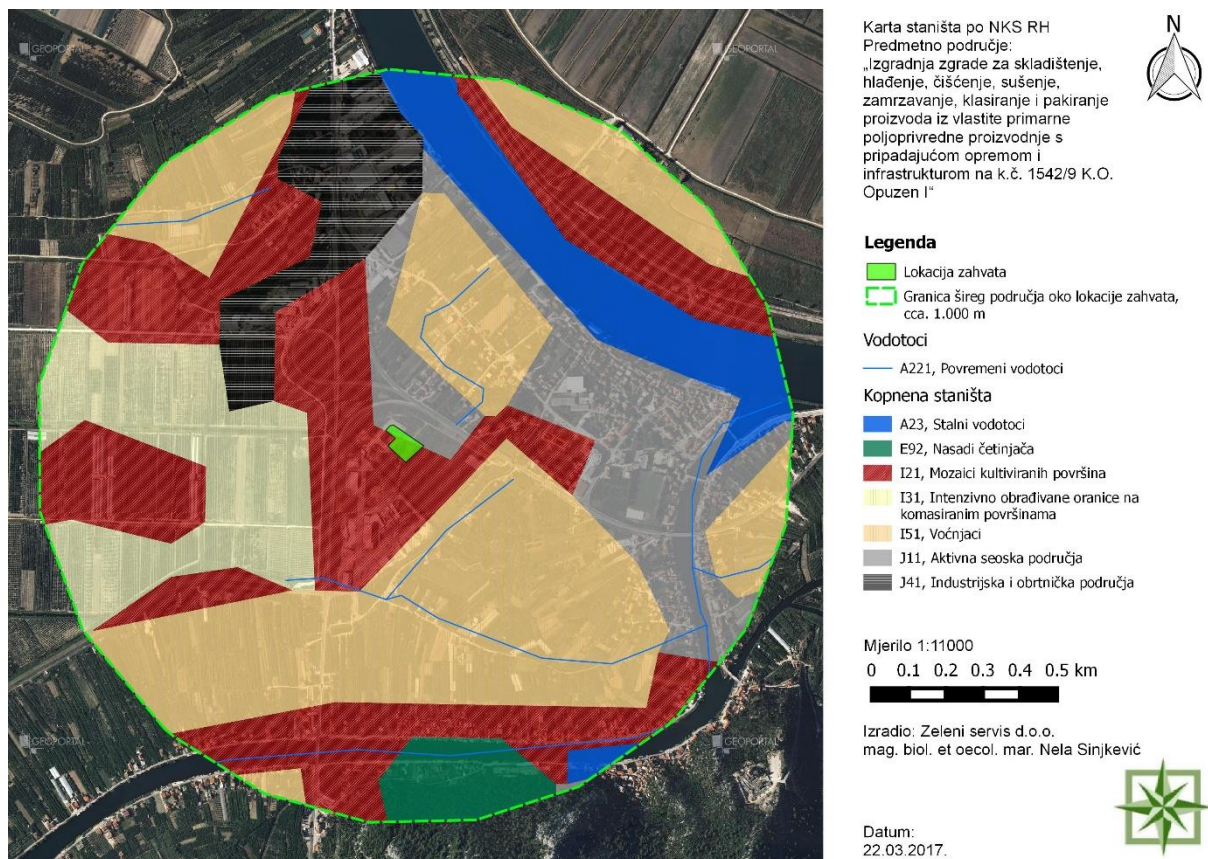 GEOPORTAL
GEOPORTAL
GEOPORTAL
GEOPORTAL
Karta staništa po NKS RH
Predmetno područje:
„Izgradnja zgrade za skladištenje,
hlađenje, čišćenje, sušenje,
zamrzavanje, klasiranje i pakiranje
proizvoda iz vlastite primarne
poljoprivredne proizvodnje s
pripadajućom opremom i
infrastrukturom na k.č. 1542/9 K.O.
Opuzen I“
N
Legenda
Lokacija zahvata
Granica šireg područja oko lokacije zahvata,
cca. 1.000 m
Vodotoci
A221, Povremeni vodotoci
Kopnena staništa
A23, Stalni vodotoci
E92, Nasadi četinjača
I21, Mozaici kultiviranih površina
I31, Intenzivno obrađivane oranice na
komasiranim površinama
I51, Voćnjaci
J11, Aktivna seoska područja
J41, Industrijska i obrtnička područja
Mjerilo 1:11000
0 0.1 0.2 0.3 0.4 0.5 km
Izradio: Zeleni servis d.o.o.
mag. biol. et oecol. mar. Nela Sinjkević
Datum:
22.03.2017.